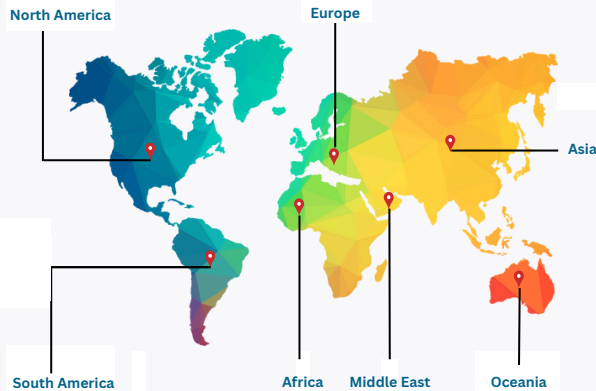 North America
Europe
Asia
South America
Africa
Middle East
Oceania